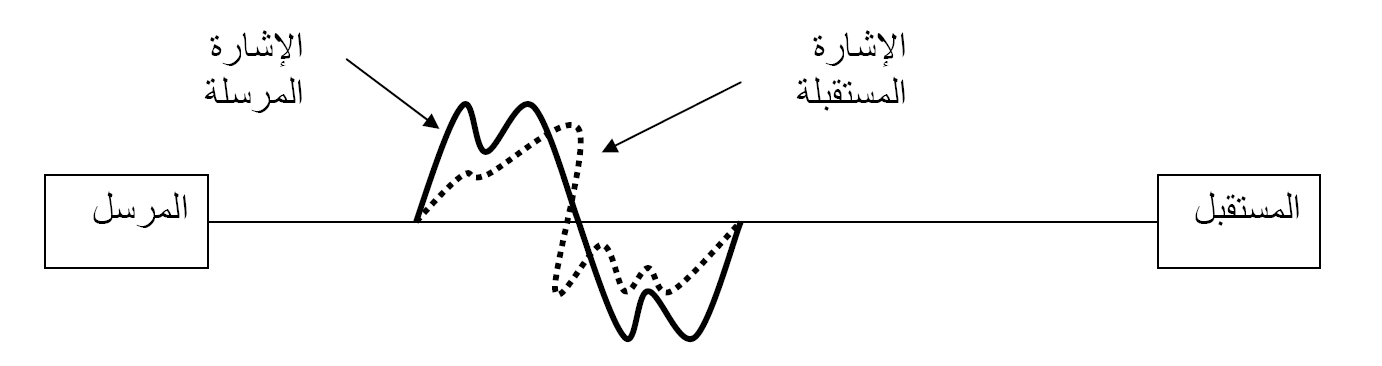 الإشارة
المرسلة
الإشارة
المستقبلة
المرسل
المستقبل